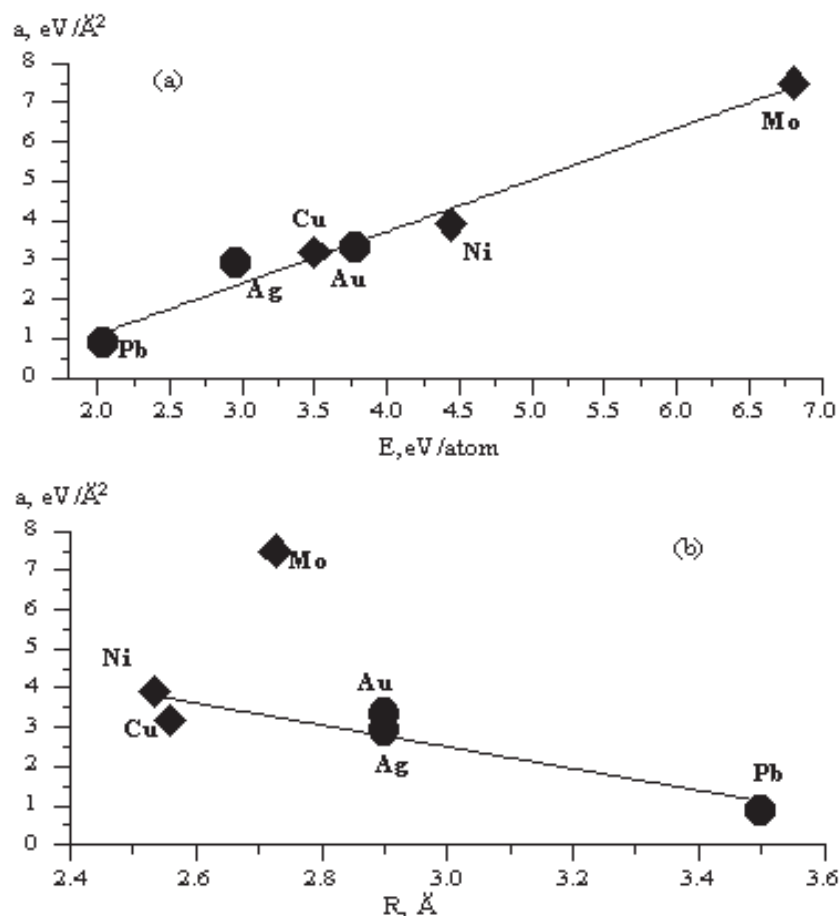 a, eV/Å²
8
(a)
7
Mo
6
5
4
Cu
3
Ni
Ag
Au
2
1
Pb
0
2.0 2.5 3.0 3.5 4.0 4.5 5.0 5.5 6.0 6.5 7.0
E, eV/atom
a, eV/Å²
8
(b)
7
Mo
6
5
Ni
4
Au
Cu
3
Ag
2
Pb
1
0
2.4 2.6 2.8 3.0 3.2 3.4 3.6
R, Å